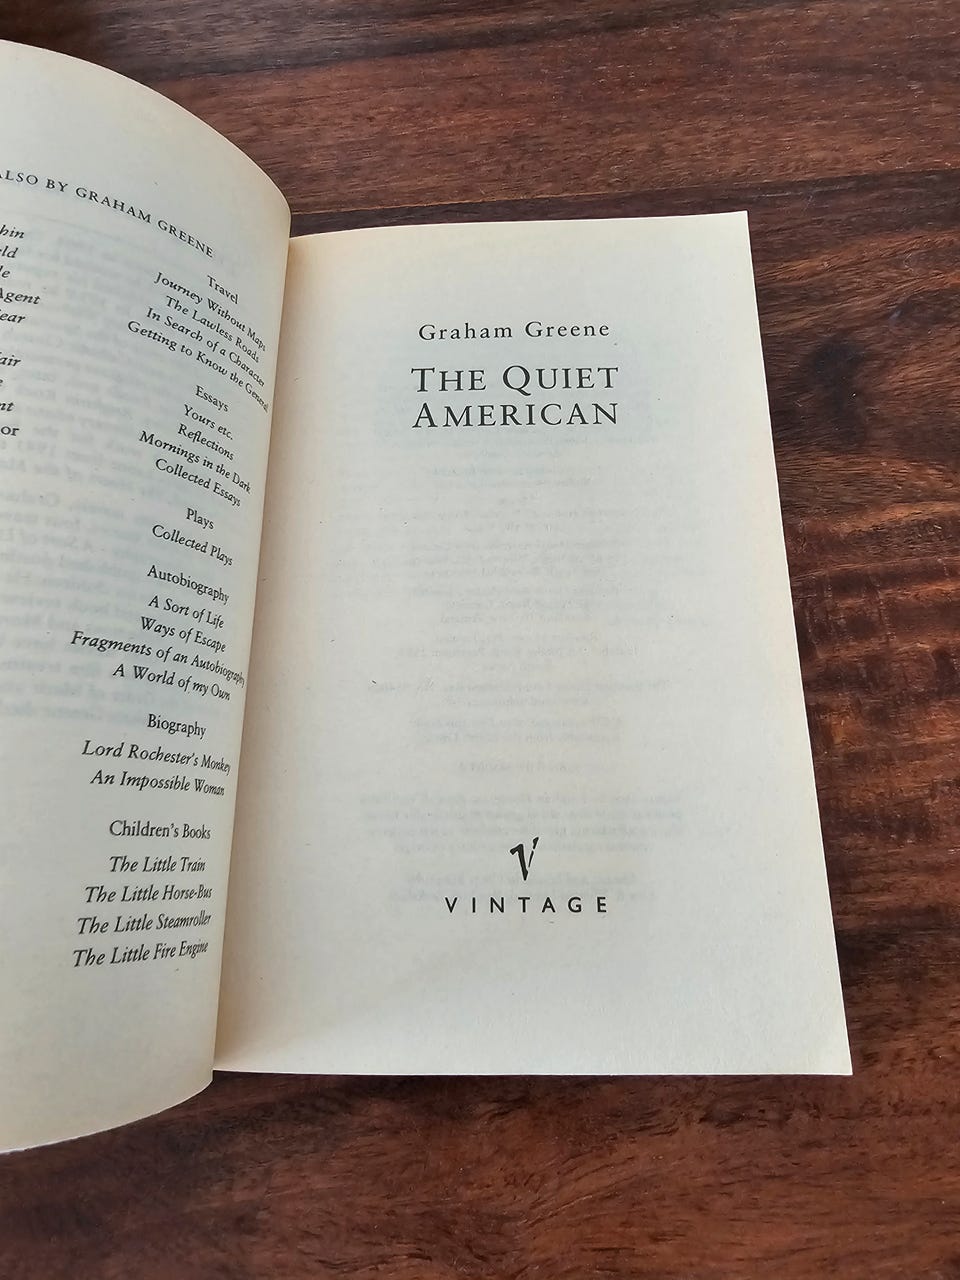 ALSO BY GRAHAM GREENE
Agent
Travel
Journey Without Maps
The Lawless Roads
In Search of a Character
Getting to Know the General
Essays
Yours etc.
Reflections
Mornings in the Dark
Collected Essays
Plays
Collected Plays
Autobiography
A Sort of Life
Ways of Escape
Fragments of an Autobiography
A World of my Own
Biography
Lord Rochester's Monkey
An Impossible Woman
Children's Books
The Little Train
The Little Horse-Bus
The Little Steamroller
The Little Fire Engine
Graham Greene
THE QUIET
AMERICAN
V
VINTAGE